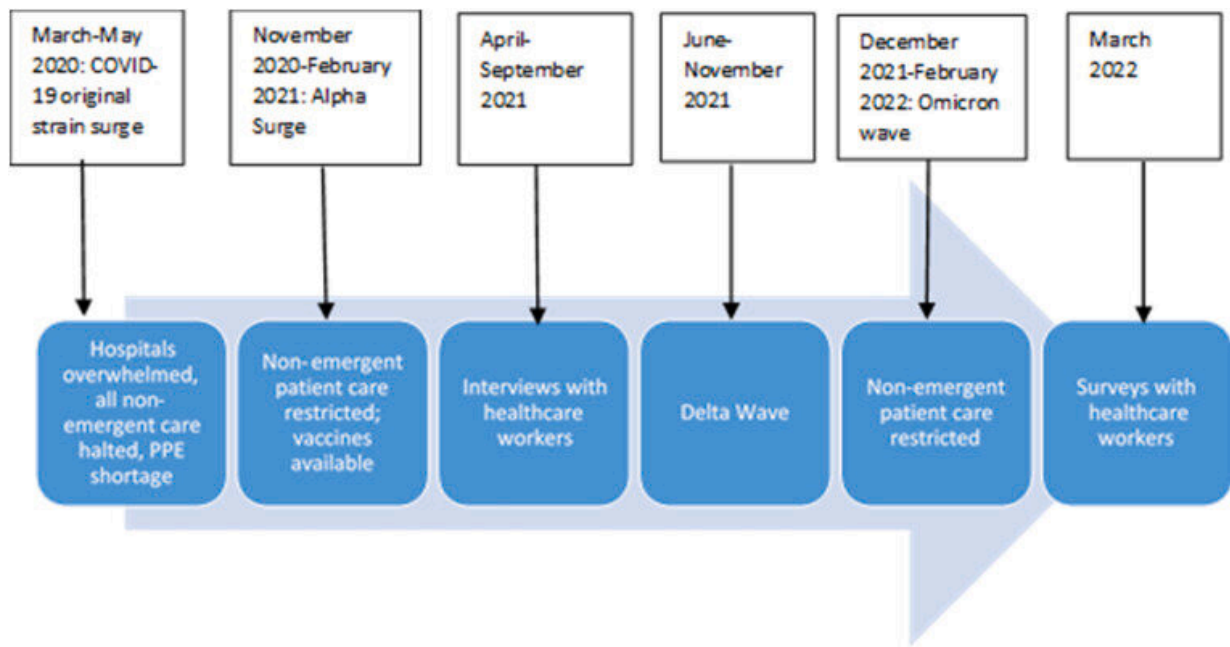 March-May
2020: COVID-
19 original
strain surge
November
2020-February
2021: Alpha
Surge
April-
September
2021
June-
November
2021
December
2021-February
2022: Omicron
wave
March
2022
Hospitals
overwhelmed,
all non-
emergent care
halted, PPE
shortage
Non-emergent
patient care
restricted;
vaccines
available
Interviews with
healthcare
workers
Delta Wave
Non-emergent
patient care
restricted
Surveys with
healthcare
workers